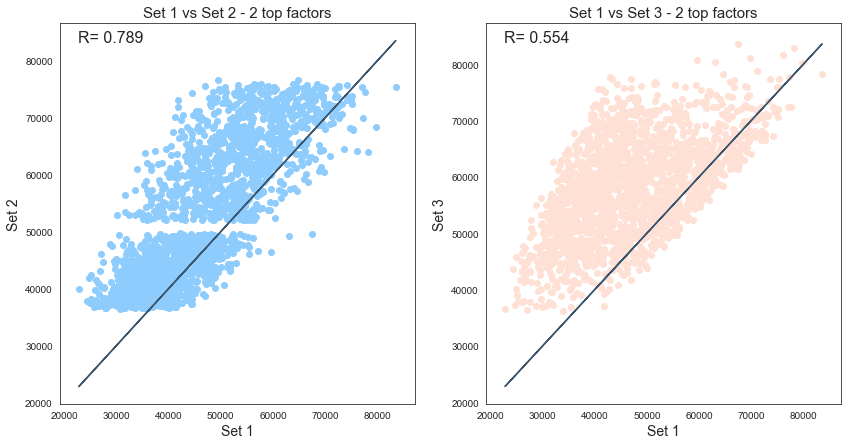 Set 1 vs Set 2 - 2 top factors
R= 0.789
80000
70000
60000
50000
40000
30000
20000
Set 2
20000 30000 40000 50000 60000 70000 80000
Set 1
Set 1 vs Set 3 - 2 top factors
R= 0.554
80000
70000
60000
50000
40000
30000
20000
Set 3
20000 30000 40000 50000 60000 70000 80000
Set 1